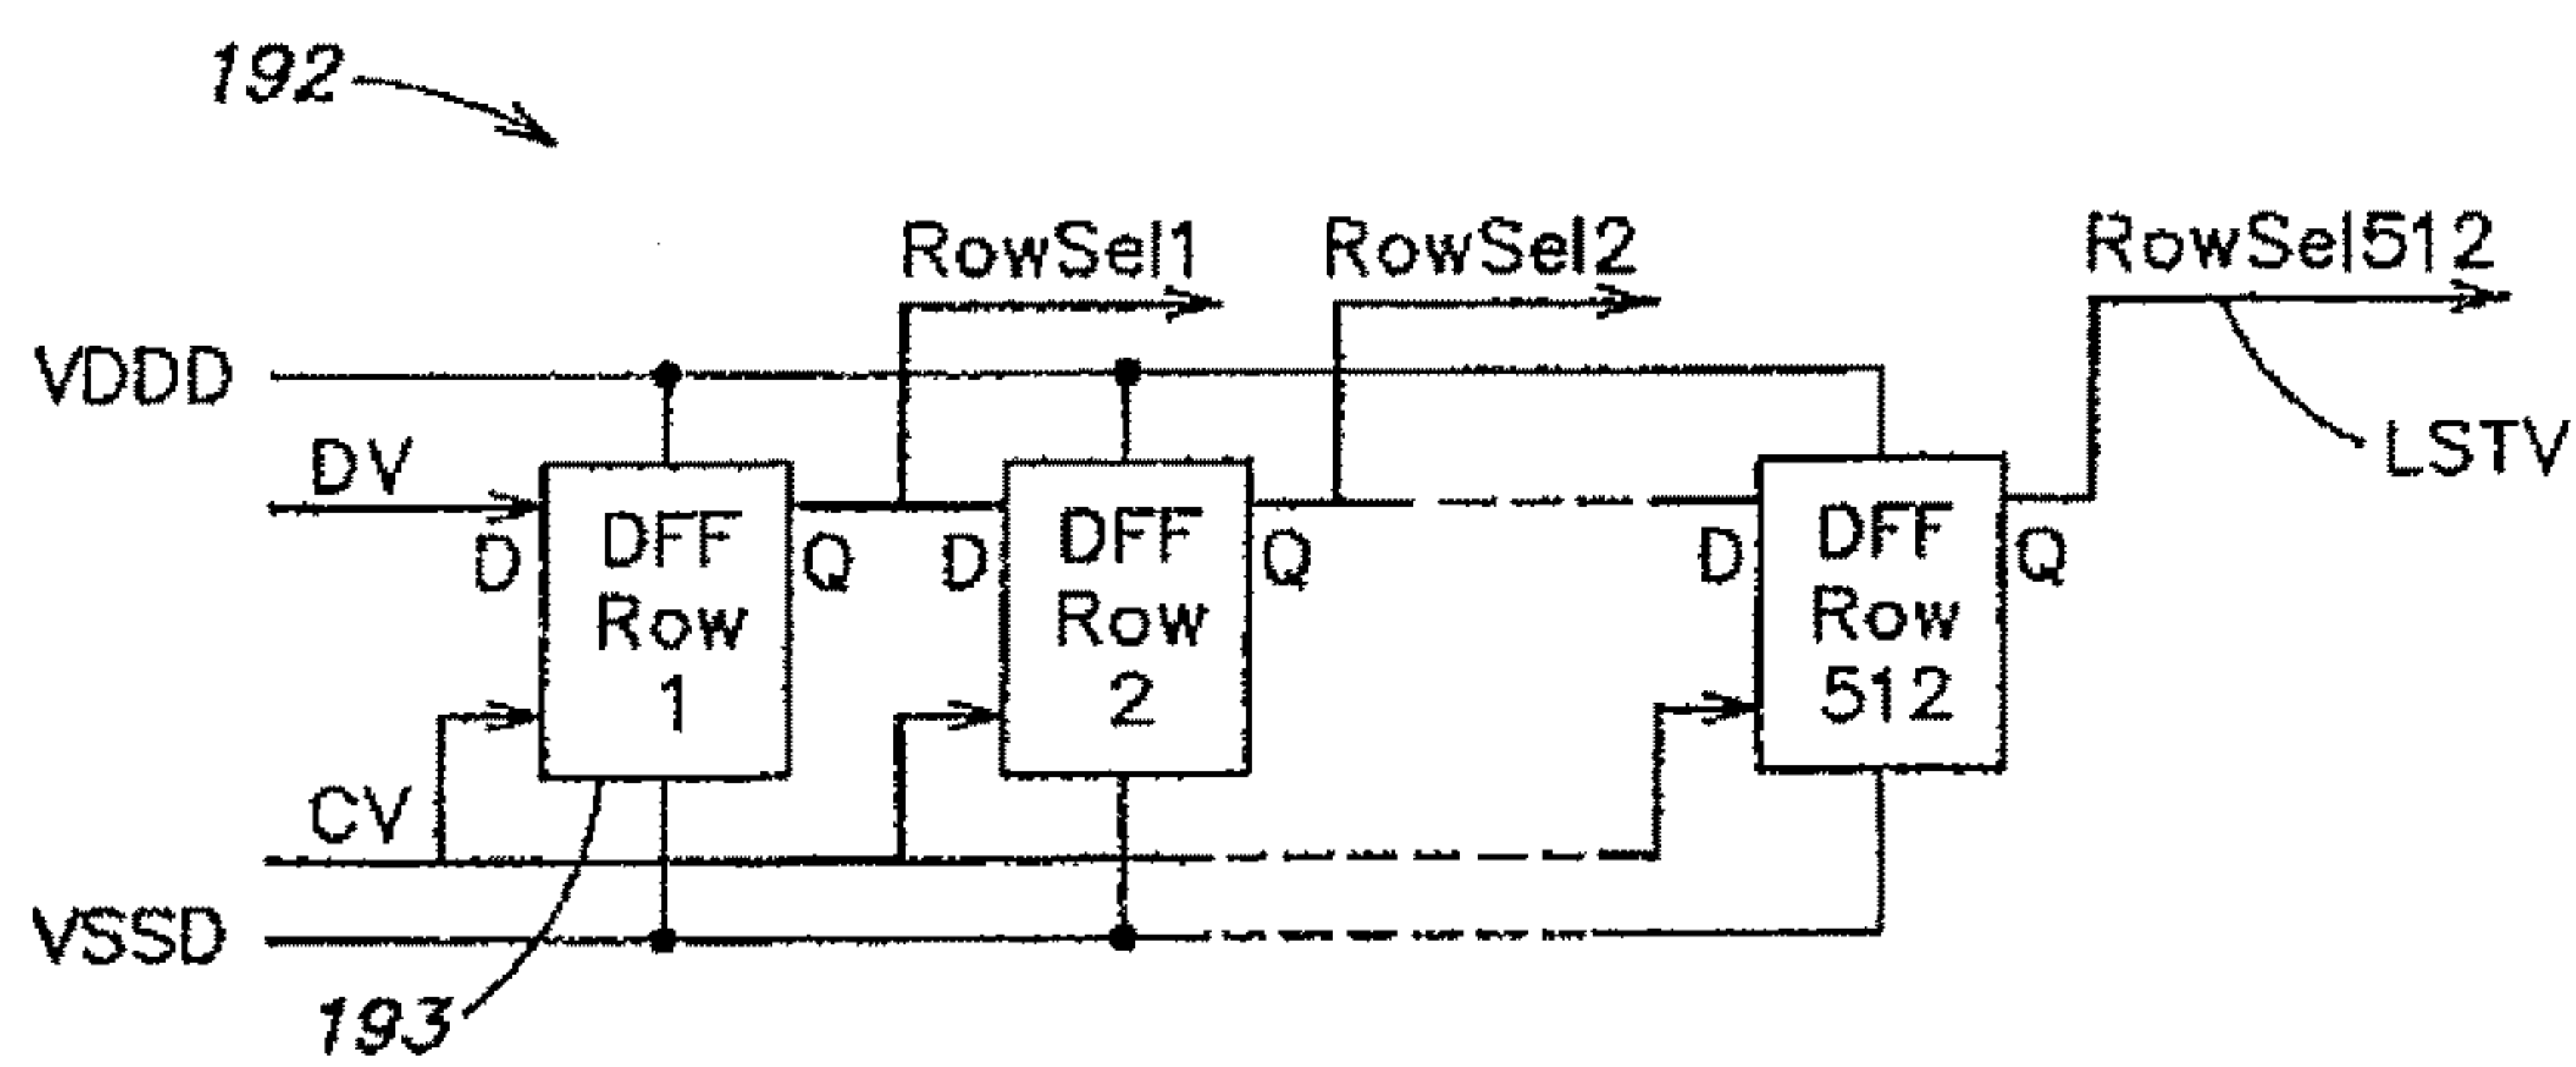 192
RowSel1
RowSel2
RowSel512
VDDD
DV
LSTV
D
DFF
Row
1
Q
D
DFF
Row
2
Q
D
DFF
Row
512
Q
CV
VSSD
193